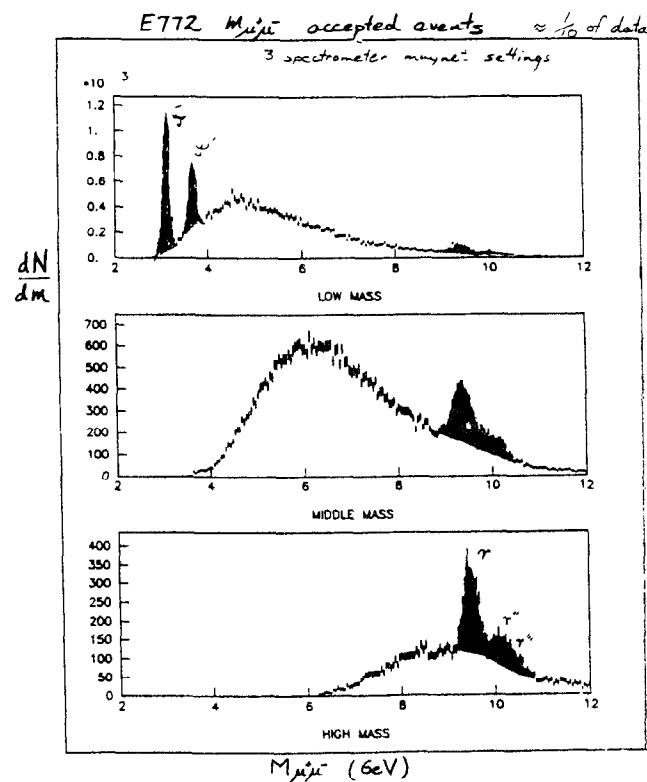 E772 Mμ⁺μ⁻ accepted events ≈ 1/10 of data
3 spectrometer magnet settings
*10 3
1.2
1.0
0.8
0.6
0.4
0.2
0.
J
ψ'
2 4 6 8 10 12
LOW MASS
dN
dm
700
600
500
400
300
200
100
0
2 4 6 8 10 12
MIDDLE MASS
400
350
300
250
200
150
100
50
0
ϒ
ϒ''
ϒ''
2 4 6 8 10 12
HIGH MASS
Mμ⁺μ⁻ (GeV)